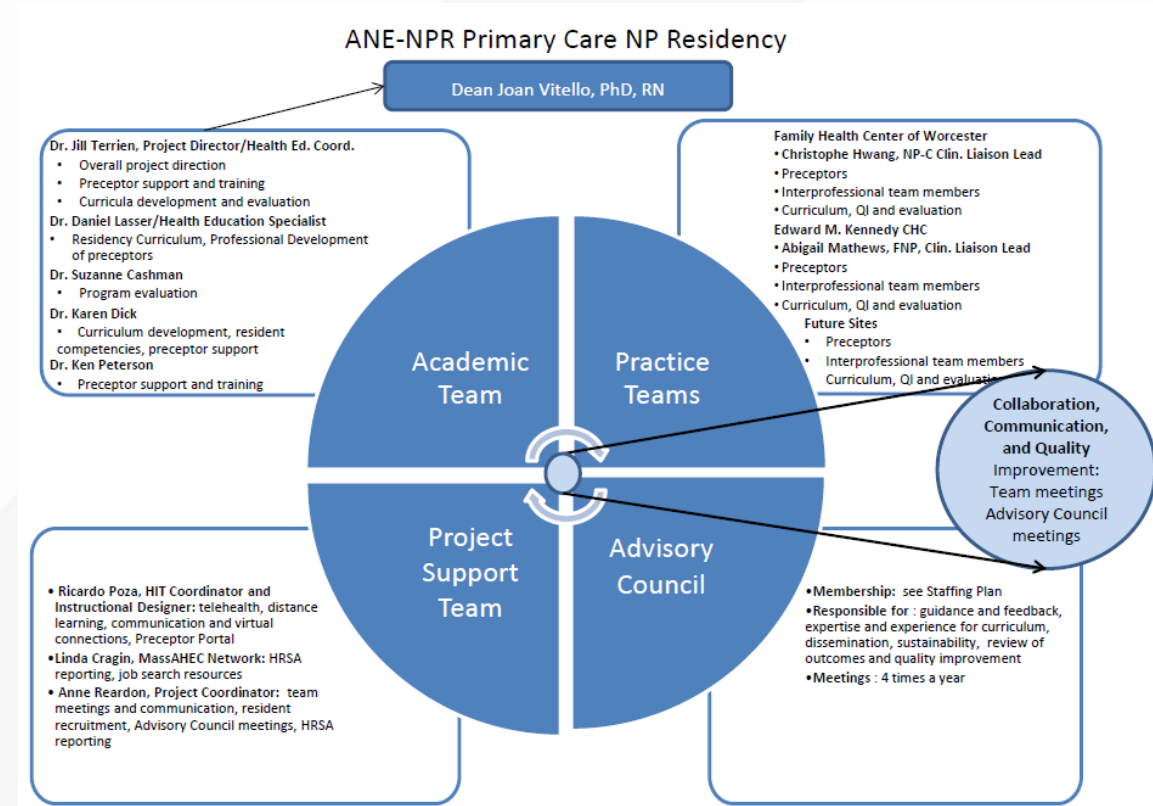 ANE-NPR Primary Care NP Residency
Dean Joan Vitello, PhD, RN
Dr. Jill Terrien, Project Director/Health Ed. Coord.
• Overall project direction
• Preceptor support and training
• Curricula development and evaluation
Dr. Daniel Lasser/Health Education Specialist
• Residency Curriculum, Professional Development
of preceptors
Dr. Suzanne Cashman
• Program evaluation
Dr. Karen Dick
• Curriculum development, resident
competencies, preceptor support
Dr. Ken Peterson
• Preceptor support and training
Family Health Center of Worcester
• Christophe Hwang, NP-C Clin. Liaison Lead
• Preceptors
• Interprofessional team members
• Curriculum, QI and evaluation
Edward M. Kennedy CHC
• Abigail Mathews, FNP, Clin. Liaison Lead
• Preceptors
• Interprofessional team members
• Curriculum, QI and evaluation
Future Sites
• Preceptors
• Interprofessional team members
Curriculum, QI and evaluation
Academic
Team
Practice
Teams
Collaboration,
Communication,
and Quality
Improvement:
Team meetings
Advisory Council
meetings
Project
Support
Team
Advisory
Council
• Ricardo Poza, HIT Coordinator and
Instructional Designer: telehealth, distance
learning, communication and virtual
connections, Preceptor Portal
•Linda Cragin, MassAHEC Network: HRSA
reporting, job search resources
• Anne Reardon, Project Coordinator: team
meetings and communication, resident
recruitment, Advisory Council meetings, HRSA
reporting
•Membership: see Staffing Plan
•Responsible for : guidance and feedback,
expertise and experience for curriculum,
dissemination, sustainability, review of
outcomes and quality improvement
•Meetings : 4 times a year